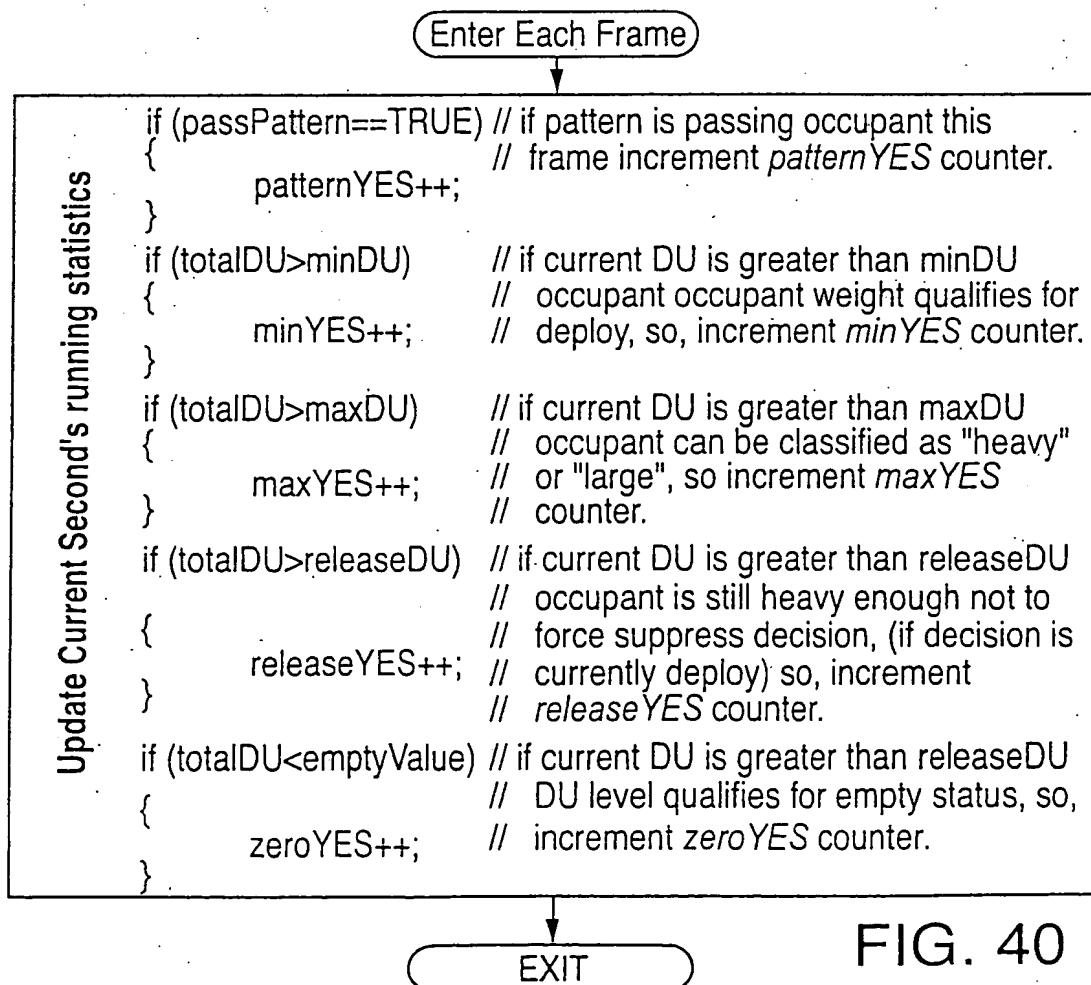 Enter Each Frame
Update Current Second's running statistics
if (passPattern==TRUE) // if pattern is passing occupant this
{ // frame increment patternYES counter.
patternYES++;
}
if (totalDU>minDU) // if current DU is greater than minDU
{ // occupant occupant weight qualifies for
minYES++; // deploy, so, increment minYES counter.
}
if (totalDU>maxDU) // if current DU is greater than maxDU
{ // occupant can be classified as "heavy"
maxYES++; // or "large", so increment maxYES
} // counter.
if (totalDU>releaseDU) // if current DU is greater than releaseDU
// occupant is still heavy enough not to
{ // force suppress decision, (if decision is
releaseYES++; // currently deploy) so, increment
} // releaseYES counter.
if (totalDU<emptyValue) // if current DU is greater than releaseDU
{ // DU level qualifies for empty status, so,
zeroYES++; // increment zeroYES counter.
}
EXIT
FIG. 40